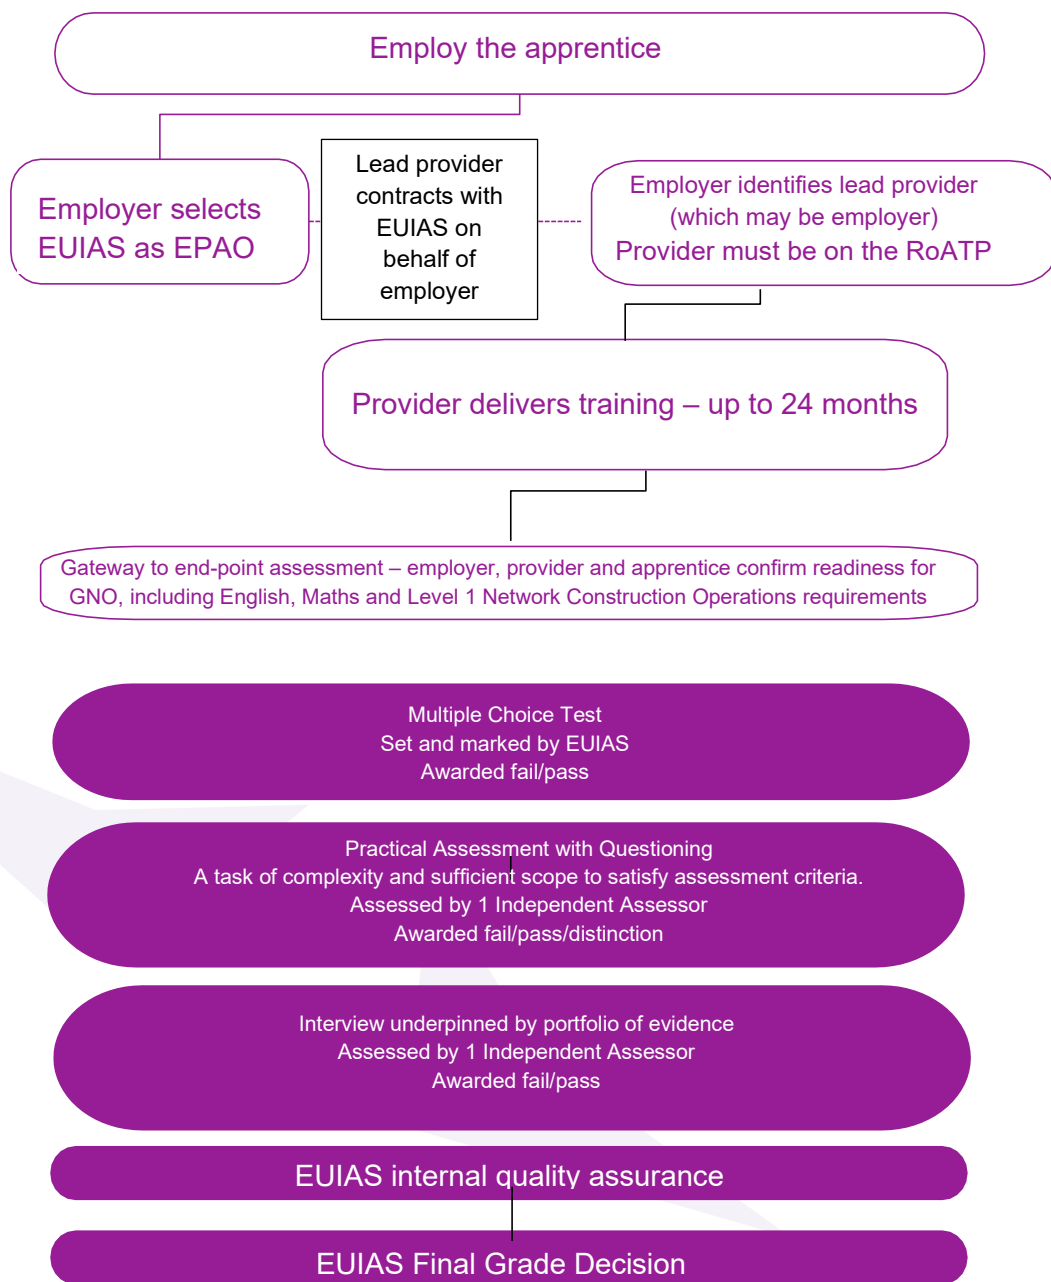 Employ the apprentice
Employer selects
EUIAS as EPAO
Lead provider
contracts with
EUIAS on
behalf of
employer
Employer identifies lead provider
(which may be employer)
Provider must be on the RoATP
Provider delivers training – up to 24 months
Gateway to end-point assessment – employer, provider and apprentice confirm readiness for
GNO, including English, Maths and Level 1 Network Construction Operations requirements
Multiple Choice Test
Set and marked by EUIAS
Awarded fail/pass
Practical Assessment with Questioning
A task of complexity and sufficient scope to satisfy assessment criteria.
Assessed by 1 Independent Assessor
Awarded fail/pass/distinction
Interview underpinned by portfolio of evidence
Assessed by 1 Independent Assessor
Awarded fail/pass
EUIAS internal quality assurance
EUIAS Final Grade Decision